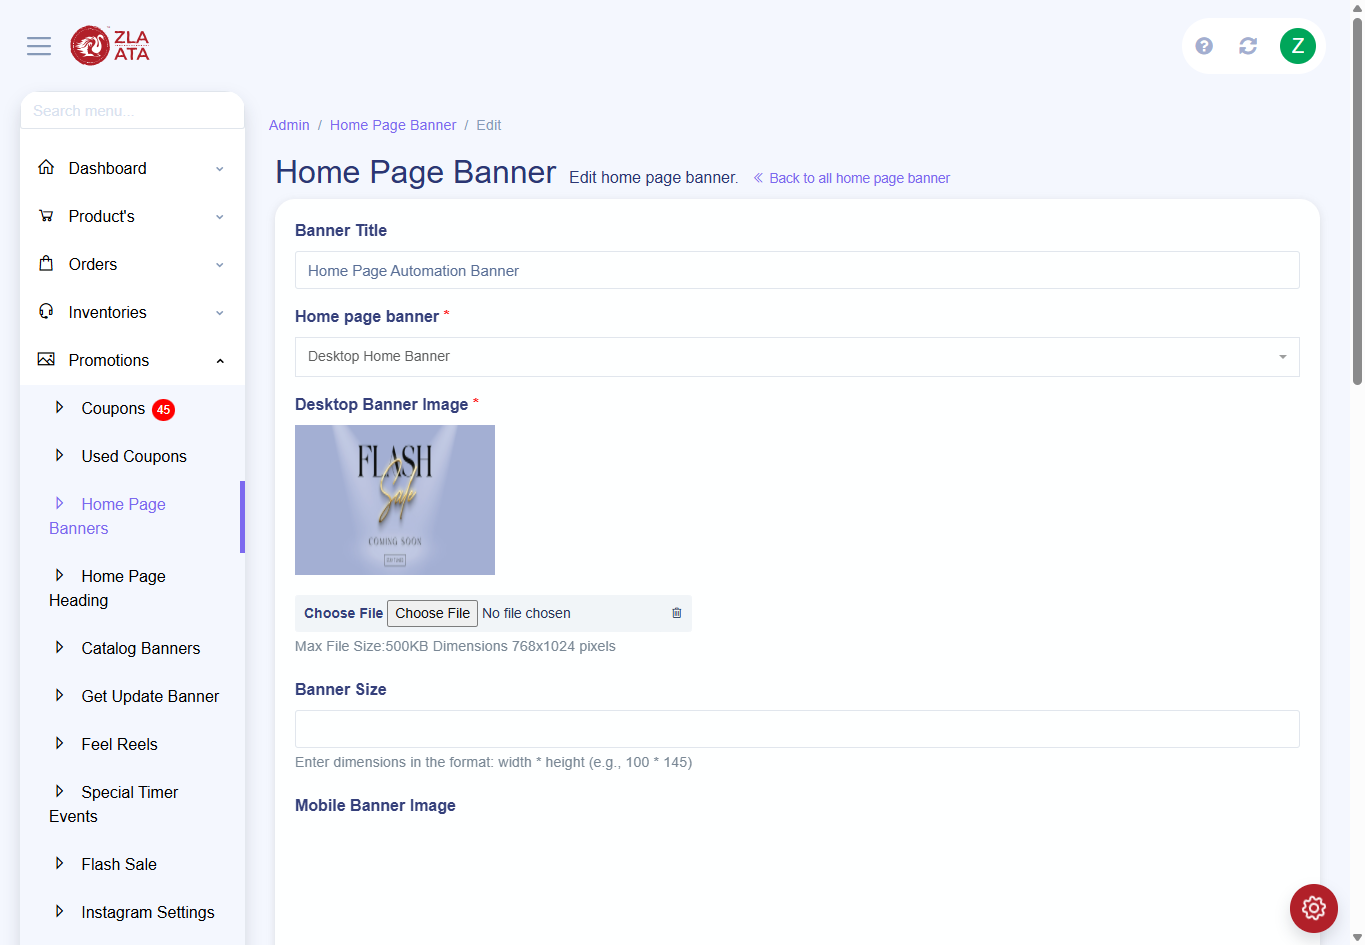 ZLA
ATA
Z
Search menu...
Dashboard
Product's
Orders
Inventories
Promotions
Coupons 45
Used Coupons
Home Page
Banners
Home Page
Heading
Catalog Banners
Get Update Banner
Feel Reels
Special Timer
Events
Flash Sale
Instagram Settings
Admin / Home Page Banner / Edit
Home Page Banner Edit home page banner. « Back to all home page banner
Banner Title
Home Page Automation Banner
Home page banner *
Desktop Home Banner
Desktop Banner Image *
FLASH
Sale
COMING SOON
Choose File Choose File No file chosen
Max File Size:500KB Dimensions 768x1024 pixels
Banner Size
Enter dimensions in the format: width * height (e.g., 100 * 145)
Mobile Banner Image